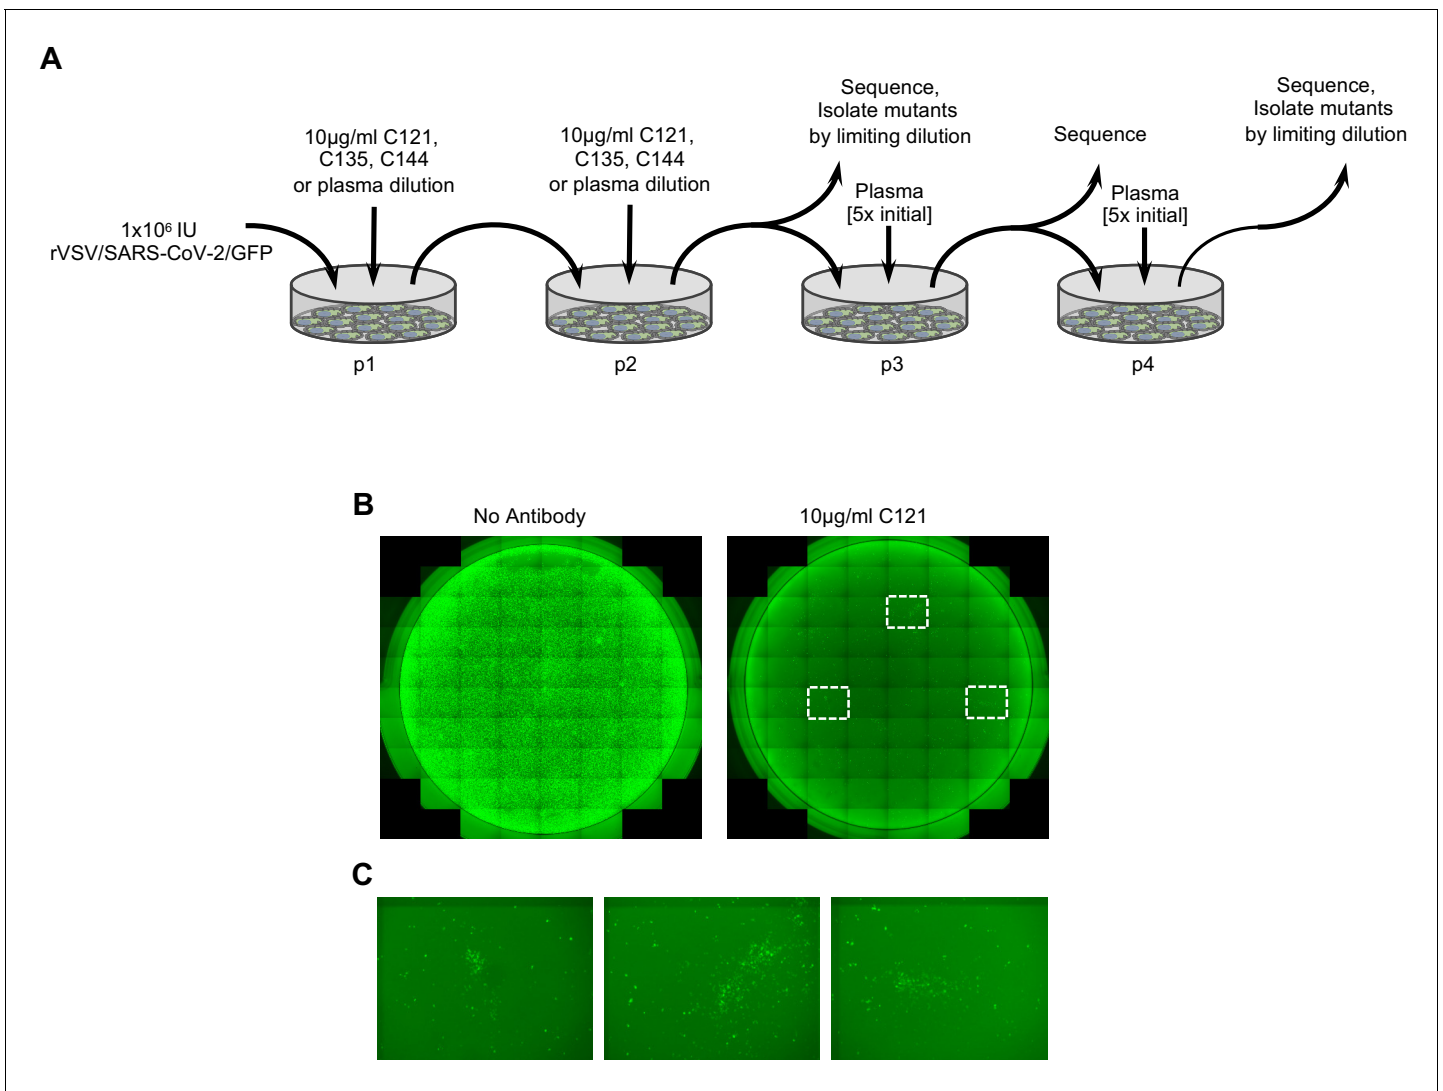 A
1x10⁶ IU
rVSV/SARS-CoV-2/GFP
10µg/ml C121,
C135, C144
or plasma dilution
10µg/ml C121,
C135, C144
or plasma dilution
Sequence,
Isolate mutants
by limiting dilution
Plasma
[5x initial]
Sequence
Plasma
[5x initial]
Sequence,
Isolate mutants
by limiting dilution
p1
p2
p3
p4
B
No Antibody
10µg/ml C121
C